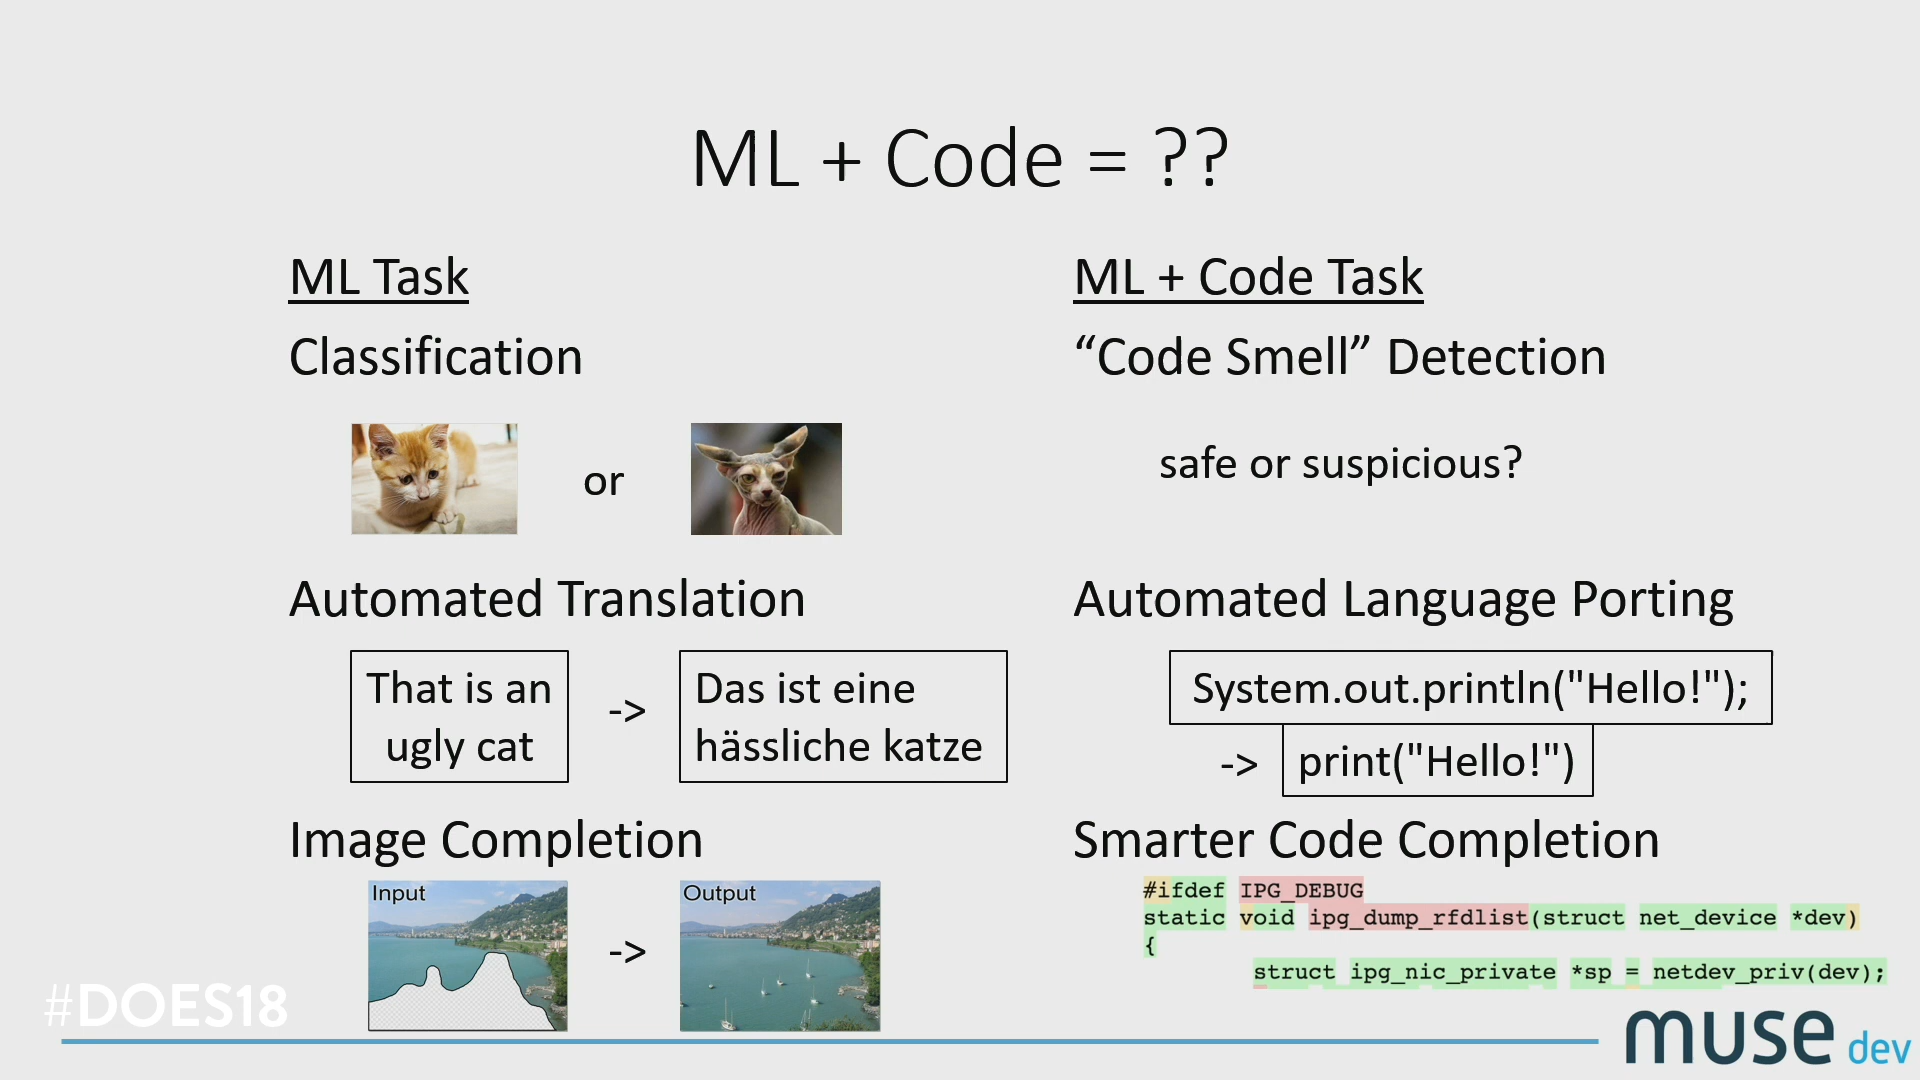 ML + Code = ??
ML Task
Classification
or
Automated Translation
That is an
ugly cat
->
Das ist eine
hässliche katze
Image Completion
Input
->
Output
ML + Code Task
“Code Smell” Detection
safe or suspicious?
Automated Language Porting
System.out.println("Hello!");
-> print("Hello!")
Smarter Code Completion
#ifdef IPG_DEBUG
static void ipg_dump_rfdlist(struct net_device *dev)
{
struct ipg_nic_private *sp = netdev_priv(dev);
#DOES18
muse dev